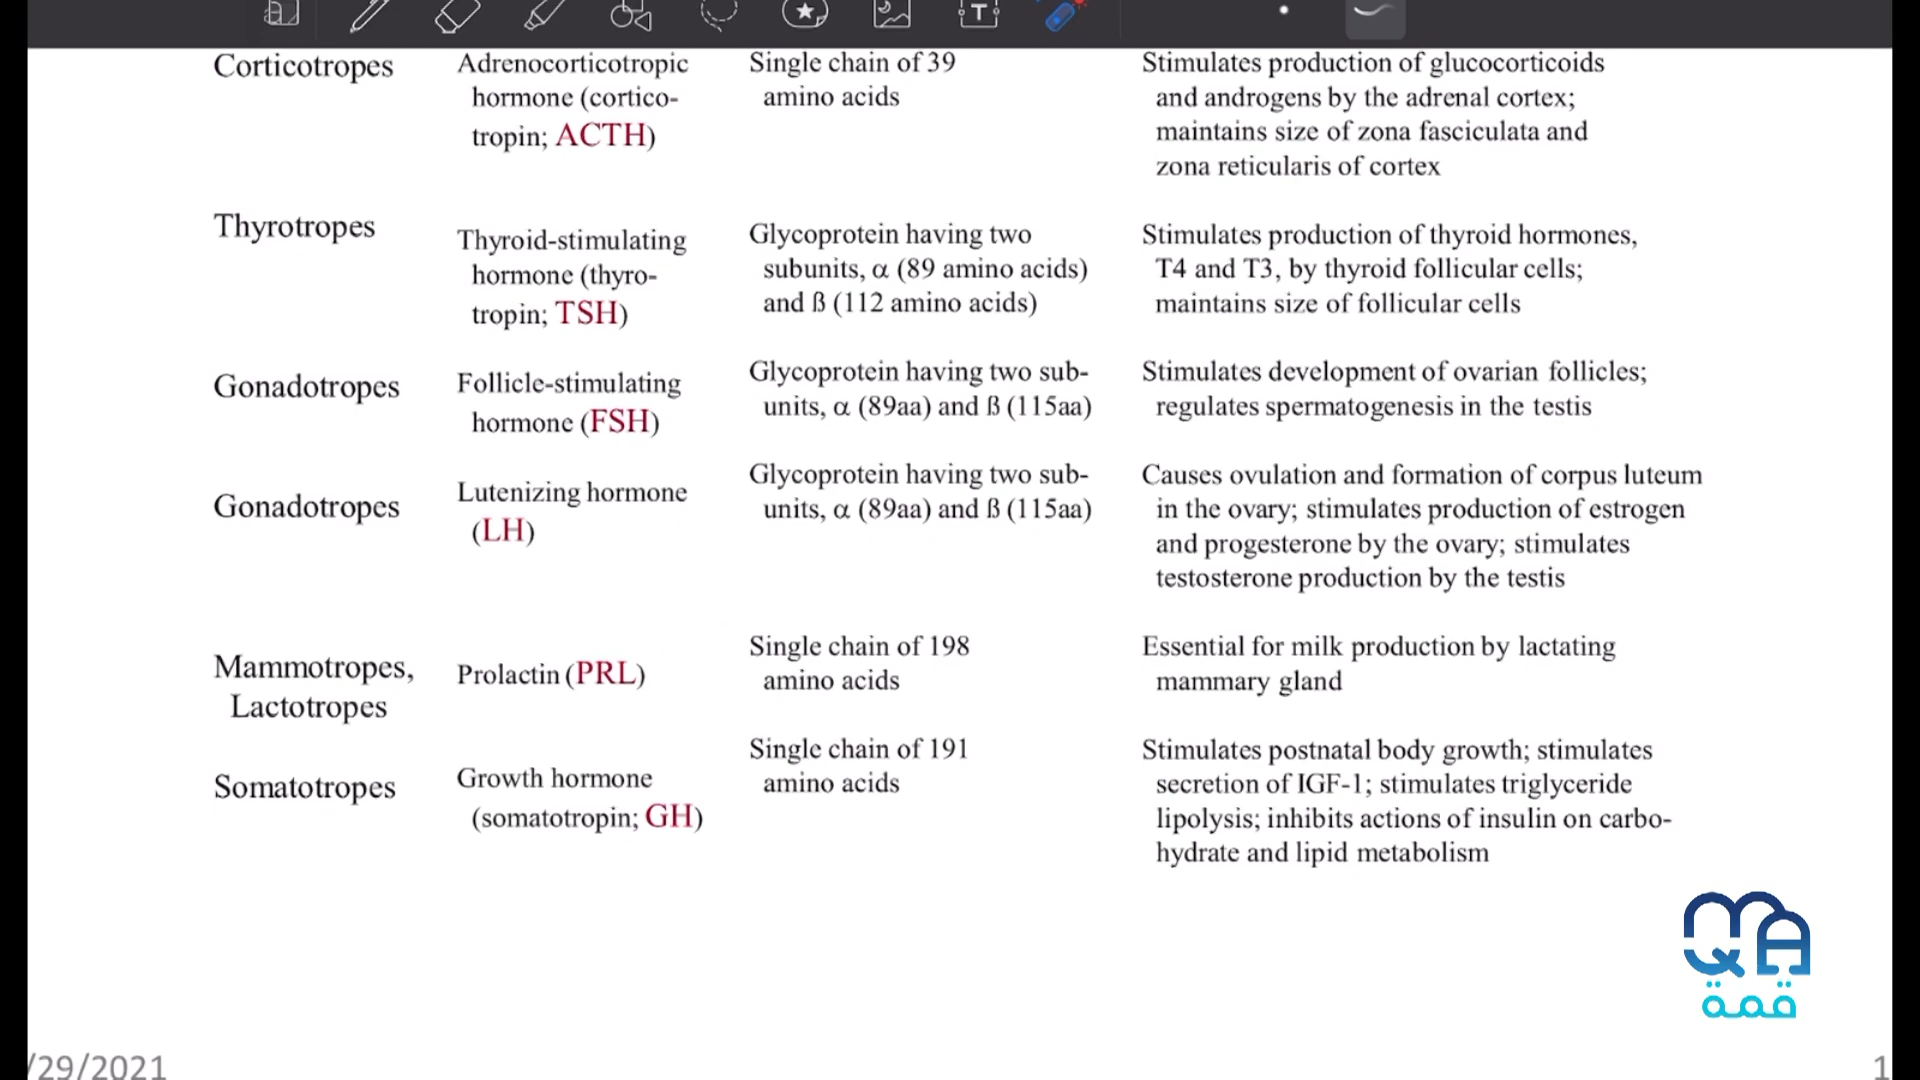 Corticotropes
Adrenocorticotropic
hormone (cortico-
tropin; ACTH)
Single chain of 39
amino acids
Stimulates production of glucocorticoids
and androgens by the adrenal cortex;
maintains size of zona fasciculata and
zona reticularis of cortex
Thyrotropes
Thyroid-stimulating
hormone (thyro-
tropin; TSH)
Glycoprotein having two
subunits, α (89 amino acids)
and ß (112 amino acids)
Stimulates production of thyroid hormones,
T4 and T3, by thyroid follicular cells;
maintains size of follicular cells
Gonadotropes
Follicle-stimulating
hormone (FSH)
Glycoprotein having two sub-
units, α (89aa) and ß (115aa)
Stimulates development of ovarian follicles;
regulates spermatogenesis in the testis
Gonadotropes
Lutenizing hormone
(LH)
Glycoprotein having two sub-
units, α (89aa) and ß (115aa)
Causes ovulation and formation of corpus luteum
in the ovary; stimulates production of estrogen
and progesterone by the ovary; stimulates
testosterone production by the testis
Mammotropes,
Lactotropes
Prolactin (PRL)
Single chain of 198
amino acids
Essential for milk production by lactating
mammary gland
Somatotropes
Growth hormone
(somatotropin; GH)
Single chain of 191
amino acids
Stimulates postnatal body growth; stimulates
secretion of IGF-1; stimulates triglyceride
lipolysis; inhibits actions of insulin on carbo-
hydrate and lipid metabolism
قمة
/29/2021
1